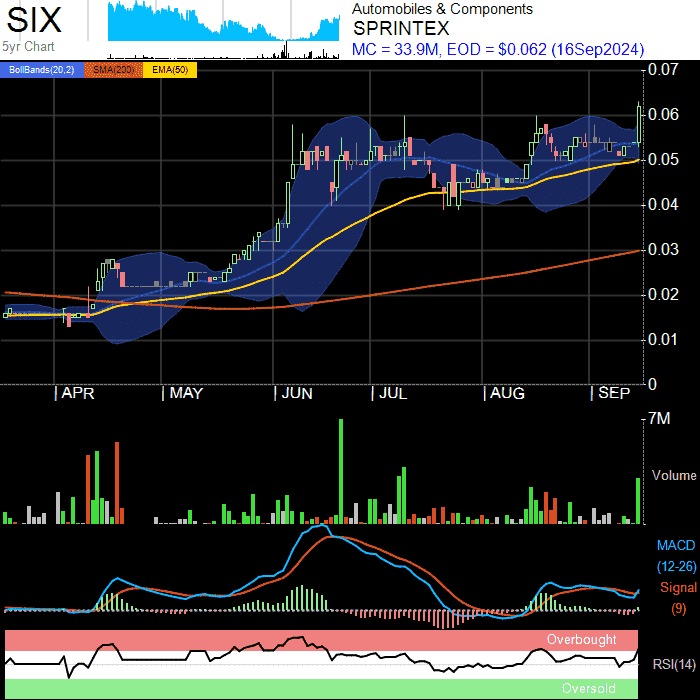 SIX
5yr Chart
Automobiles & Components
SPRINTEX
MC = 33.9M, EOD = $0.062 (16Sep2024)
BollBands(20,2) SMA(200) EMA(50)
0.07
0.06
0.05
0.04
0.03
0.02
0.01
0
APR MAY JUN JUL AUG SEP
7M
Volume
MACD
(12-26)
Signal
(9)
Overbought
RSI(14)
Oversold